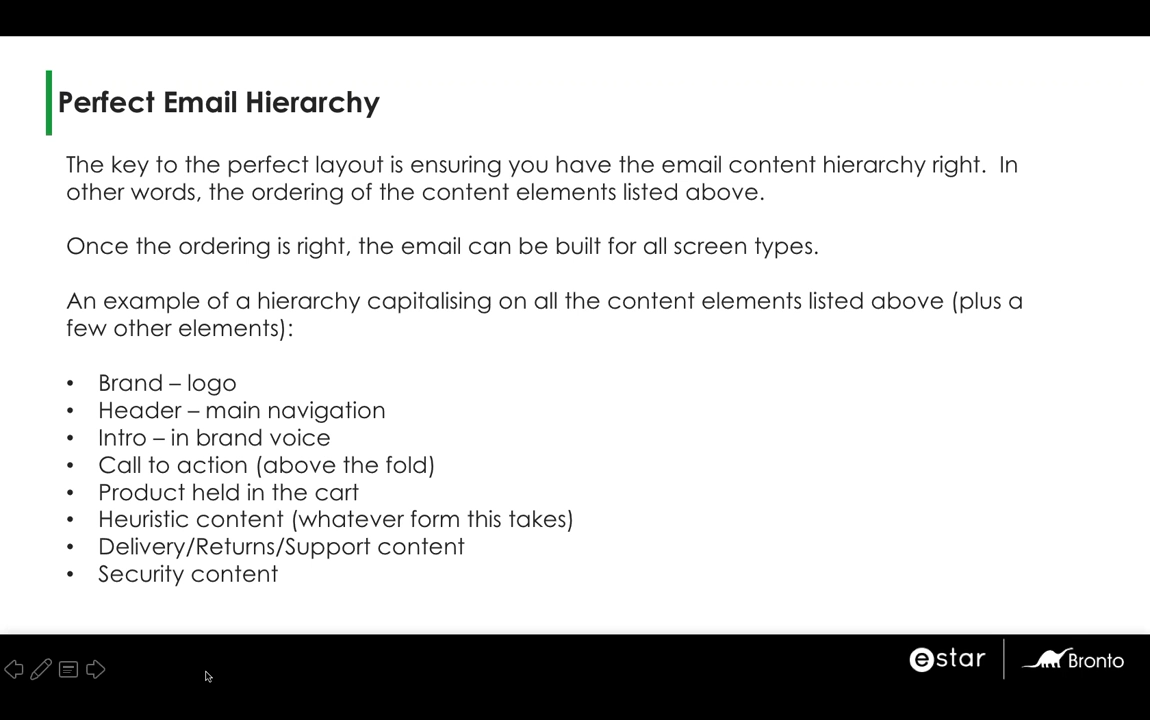 Perfect Email Hierarchy
The key to the perfect layout is ensuring you have the email content hierarchy right.  In
other words, the ordering of the content elements listed above.
Once the ordering is right, the email can be built for all screen types.
An example of a hierarchy capitalising on all the content elements listed above (plus a
few other elements):
• Brand – logo
• Header – main navigation
• Intro – in brand voice
• Call to action (above the fold)
• Product held in the cart
• Heuristic content (whatever form this takes)
• Delivery/Returns/Support content
• Security content
estar
Bronto